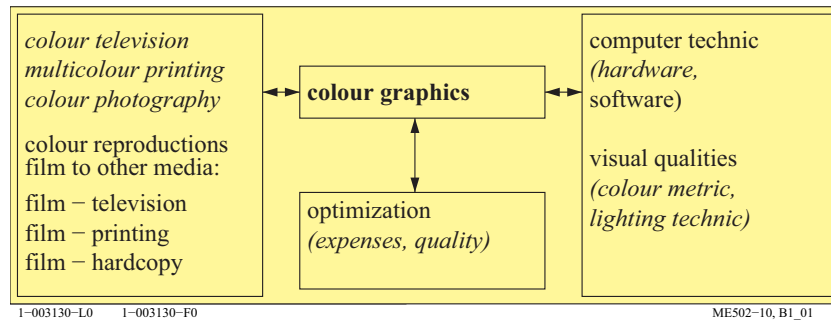 colour television
multicolour printing
colour photography
colour reproductions
film to other media:
film − television
film − printing
film − hardcopy
colour graphics
optimization
(expenses, quality)
computer technic
(hardware,
software)
visual qualities
(colour metric,
lighting technic)
1−003130−L0 1−003130−F0
ME502−10, B1_01